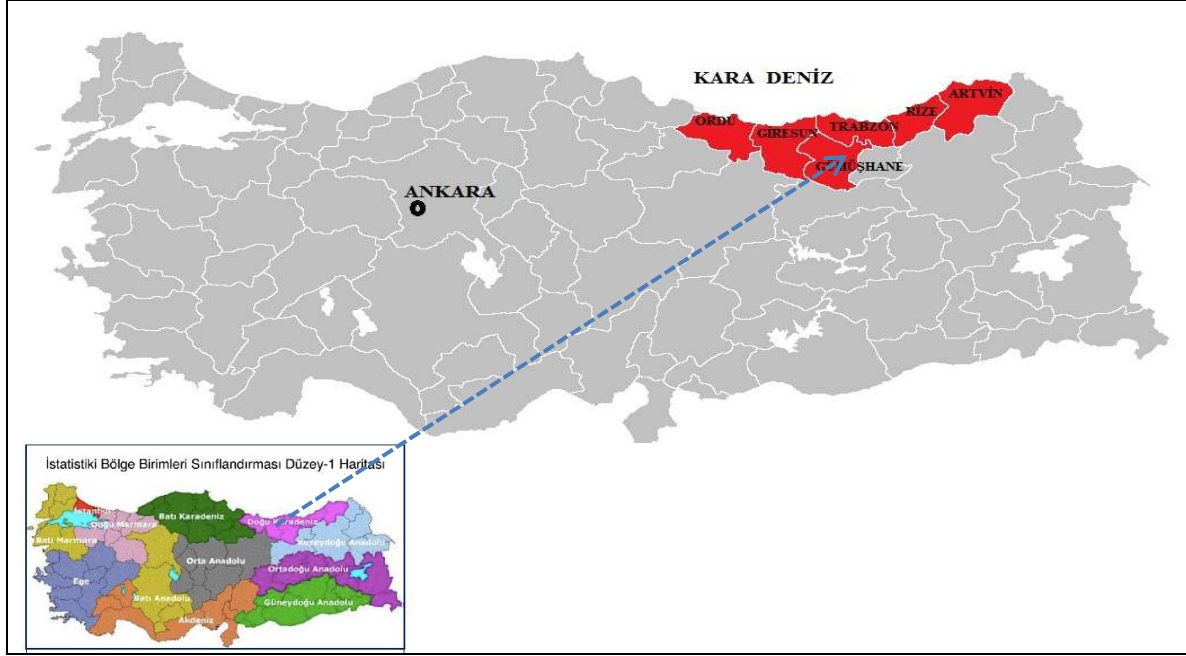 KARA DENİZ
ARTVİN
RİZE
ORDU
TRABZON
GİRESUN
GÜMÜŞHANE
ANKARA
İstatistiki Bölge Birimleri Sınıflandırması Düzey-1 Haritası
İstanbul
Batı Karadeniz
Doğu Karadeniz
Doğu Marmara
Batı Marmara
Kuzeydoğu Anadolu
Orta Anadolu
Ortadoğu Anadolu
Ege
Batı Anadolu
Güneydoğu Anadolu
Akdeniz